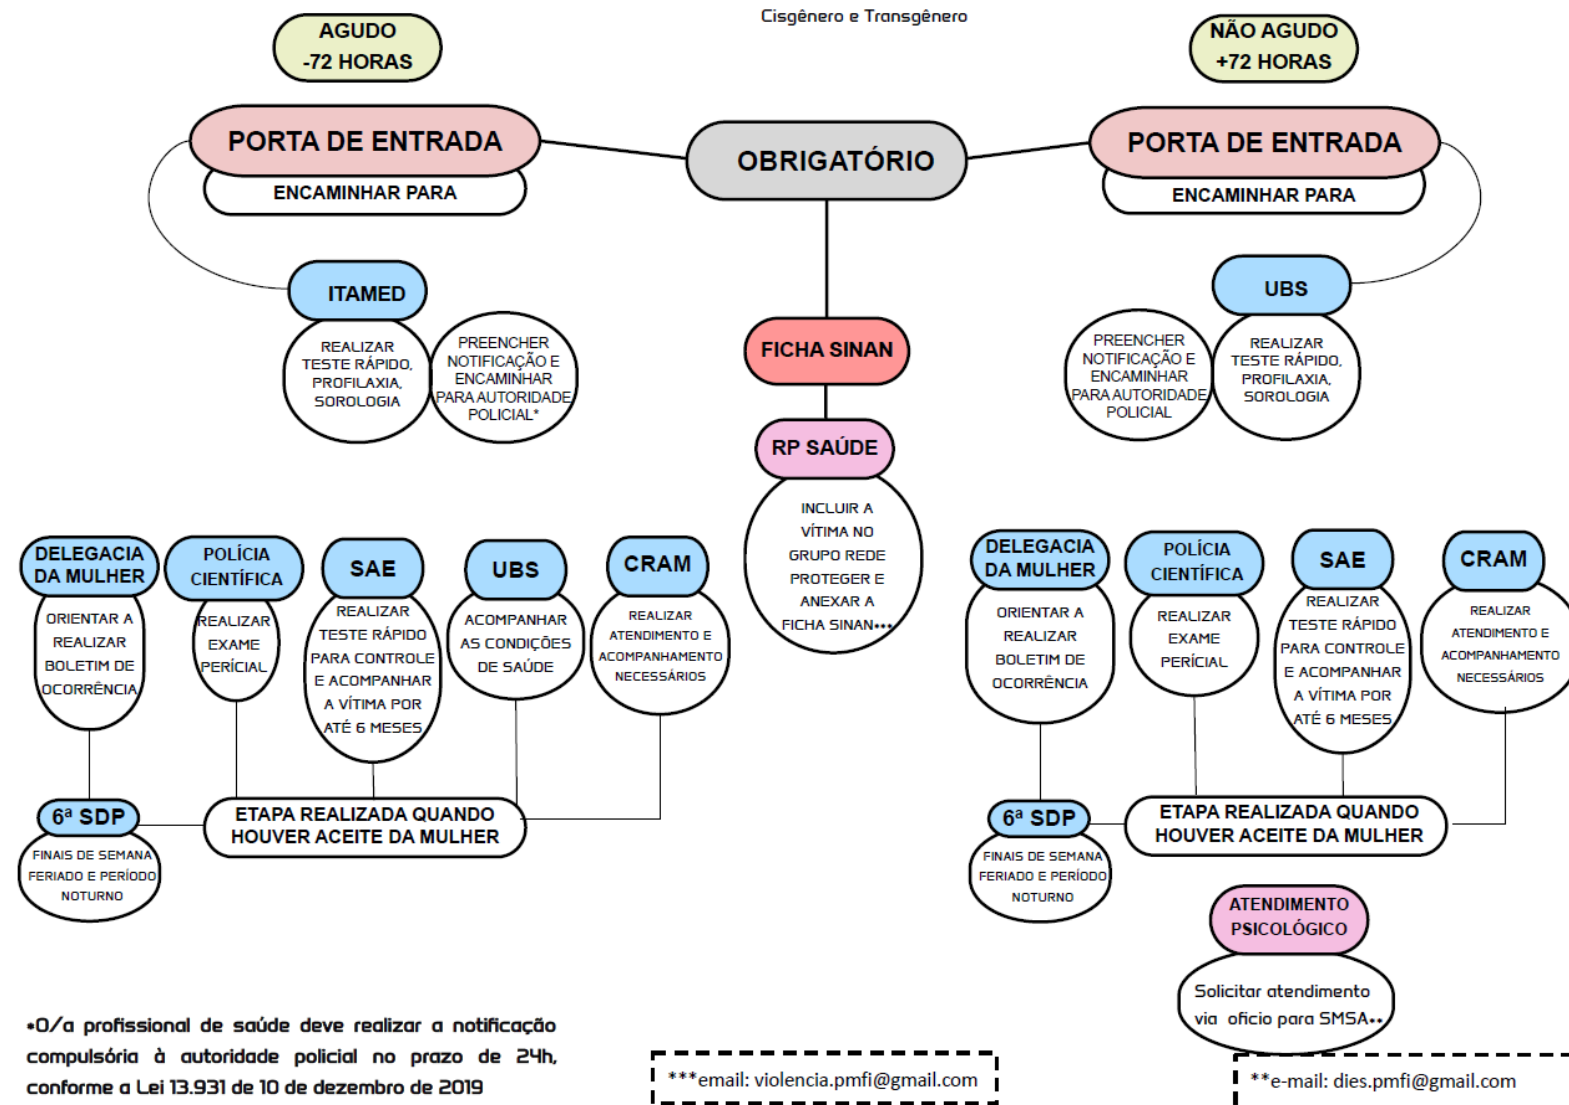 Cisgênero e Transgênero
AGUDO
-72 HORAS
NÃO AGUDO
+72 HORAS
PORTA DE ENTRADA
ENCAMINHAR PARA
OBRIGATÓRIO
PORTA DE ENTRADA
ENCAMINHAR PARA
ITAMED
REALIZAR
TESTE RÁPIDO,
PROFILAXIA,
SOROLOGIA
PREENCHER
NOTIFICAÇÃO E
ENCAMINHAR
PARA AUTORIDADE
POLICIAL*
FICHA SINAN
RP SAÚDE
INCLUIR A
VÍTIMA NO
GRUPO REDE
PROTEGER E
ANEXAR A
FICHA SINAN***
UBS
PREENCHER
NOTIFICAÇÃO E
ENCAMINHAR
PARA AUTORIDADE
POLICIAL
REALIZAR
TESTE RÁPIDO,
PROFILAXIA,
SOROLOGIA
DELEGACIA
DA MULHER
ORIENTAR A
REALIZAR
BOLETIM DE
OCORRÊNCIA
POLÍCIA
CIENTÍFICA
REALIZAR
EXAME
PERÍCIAL
SAE
REALIZAR
TESTE RÁPIDO
PARA CONTROLE
E ACOMPANHAR
A VÍTIMA POR
ATÉ 6 MESES
UBS
ACOMPANHAR
AS CONDIÇÕES
DE SAÚDE
CRAM
REALIZAR
ATENDIMENTO E
ACOMPANHAMENTO
NECESSÁRIOS
6ª SDP
FINAIS DE SEMANA
FERIADO E PERÍODO
NOTURNO
ETAPA REALIZADA QUANDO
HOUVER ACEITE DA MULHER
DELEGACIA
DA MULHER
ORIENTAR A
REALIZAR
BOLETIM DE
OCORRÊNCIA
POLÍCIA
CIENTÍFICA
REALIZAR
EXAME
PERÍCIAL
SAE
REALIZAR
TESTE RÁPIDO
PARA CONTROLE
E ACOMPANHAR
A VÍTIMA POR
ATÉ 6 MESES
CRAM
REALIZAR
ATENDIMENTO E
ACOMPANHAMENTO
NECESSÁRIOS
6ª SDP
FINAIS DE SEMANA
FERIADO E PERÍODO
NOTURNO
ETAPA REALIZADA QUANDO
HOUVER ACEITE DA MULHER
ATENDIMENTO
PSICOLÓGICO
Solicitar atendimento
via oficio para SMSA**
*O/a profissional de saúde deve realizar a notificação
compulsória à autoridade policial no prazo de 24h,
conforme a Lei 13.931 de 10 de dezembro de 2019
***email: violencia.pmfi@gmail.com
**e-mail: dies.pmfi@gmail.com